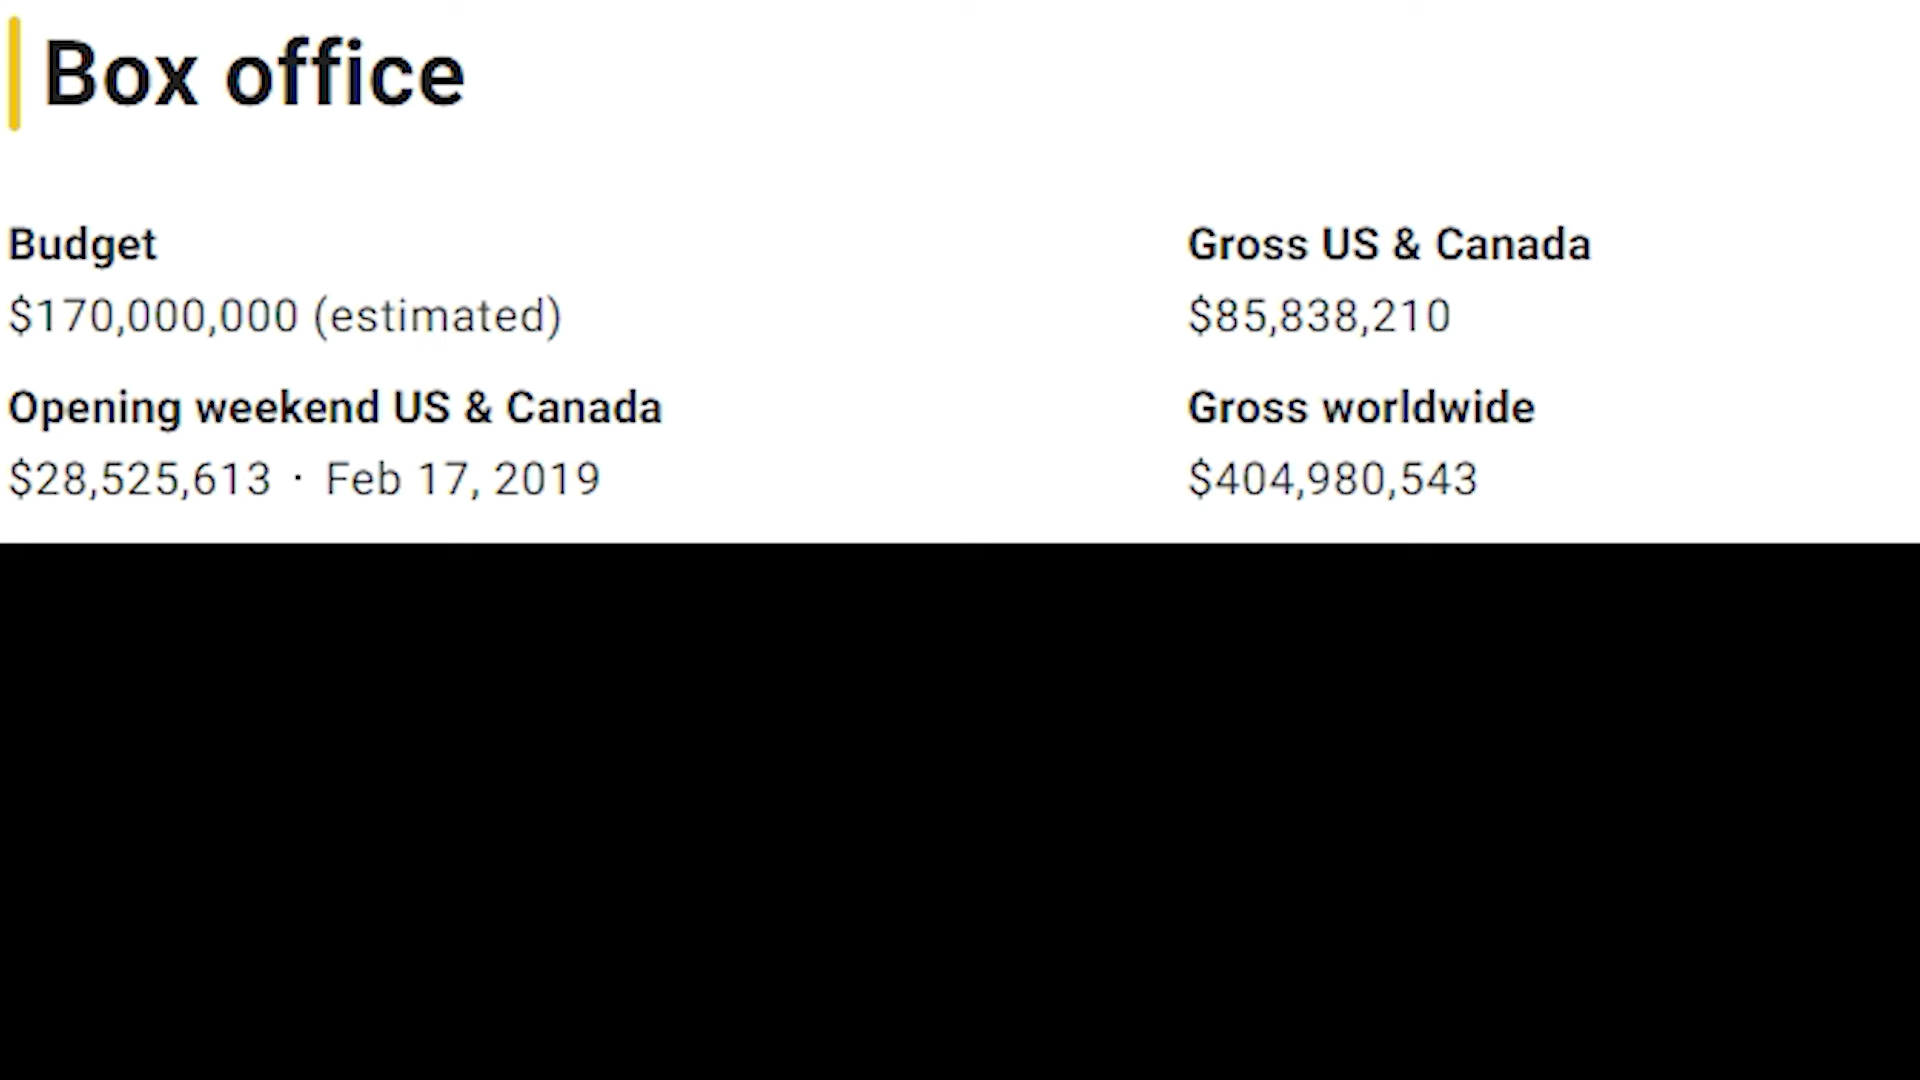 Box office
Budget
$170,000,000 (estimated)
Gross US & Canada
$85,838,210
Opening weekend US & Canada
$28,525,613 · Feb 17, 2019
Gross worldwide
$404,980,543